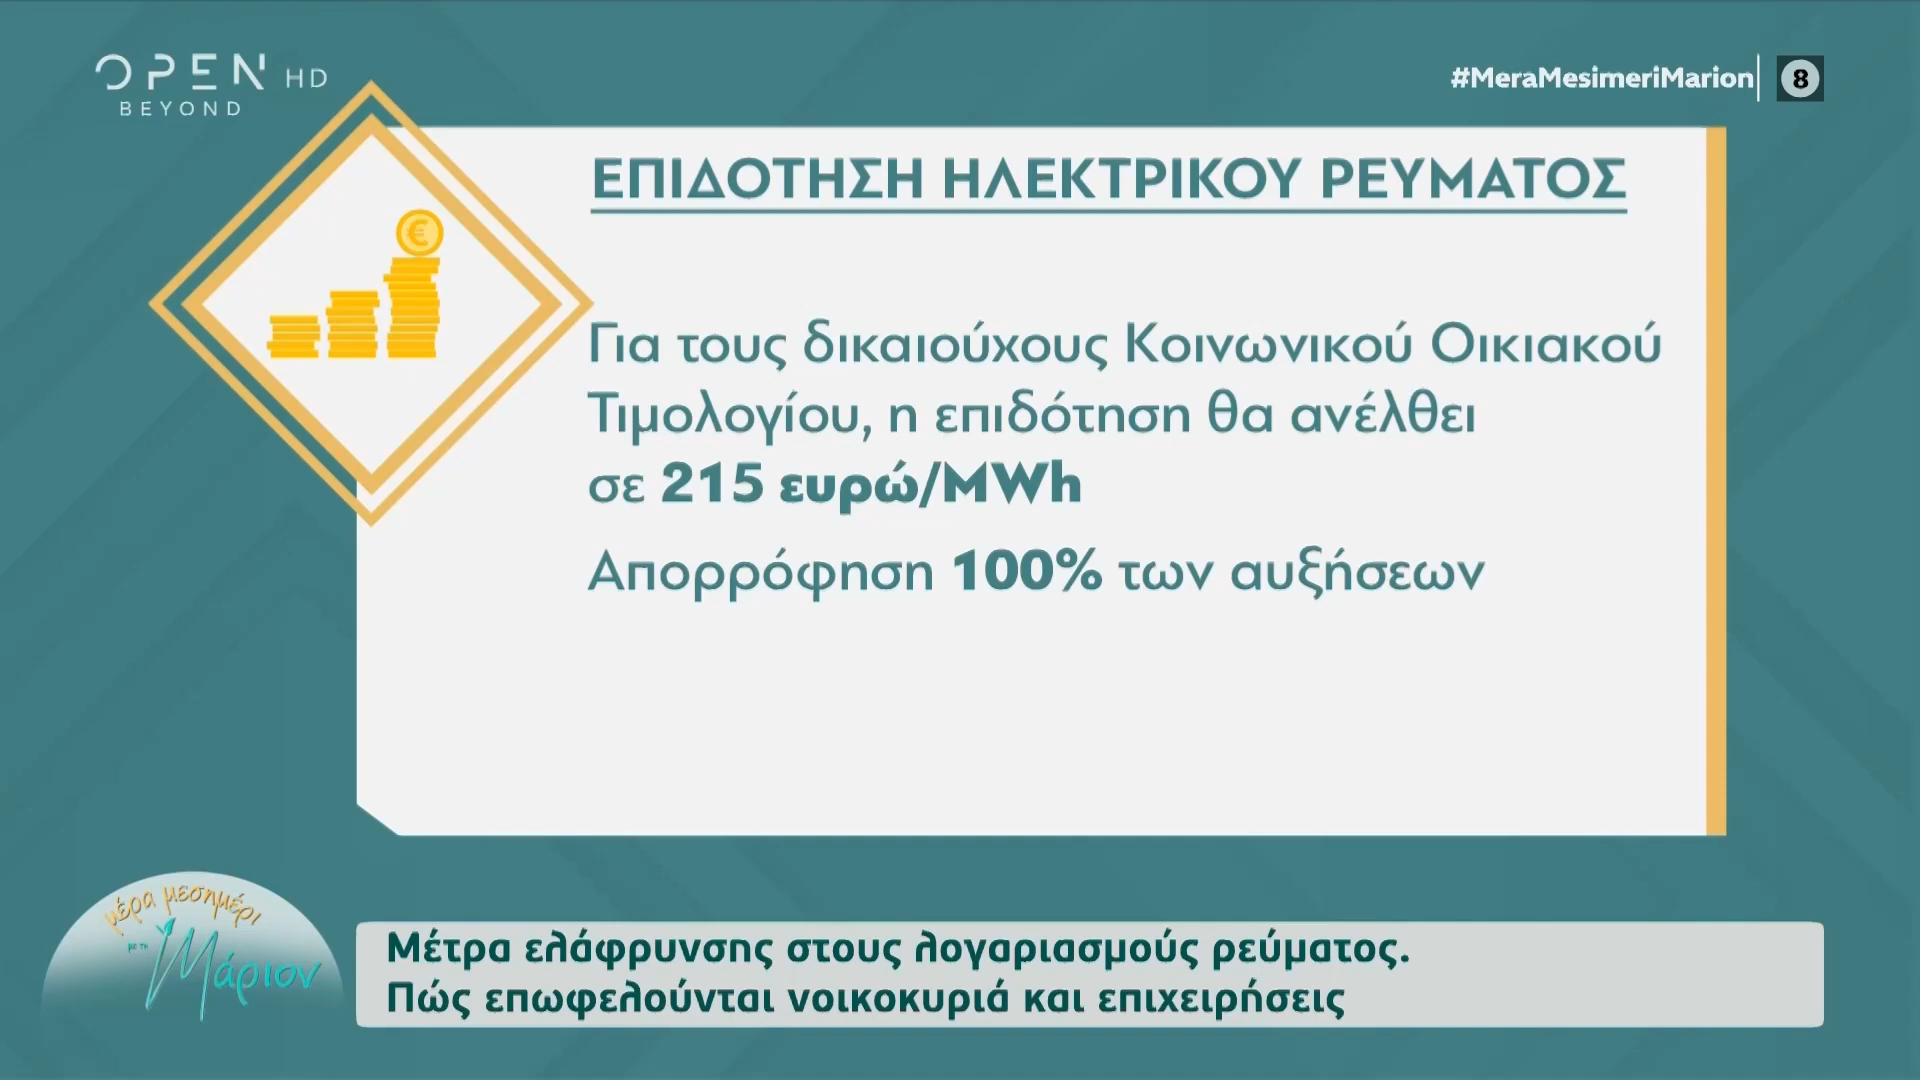 OPEN HD
BEYOND
#MeraMesimeriMarion
8
ΕΠΙΔΟΤΗΣΗ ΗΛΕΚΤΡΙΚΟΥ ΡΕΥΜΑΤΟΣ
€
Για τους δικαιούχους Κοινωνικού Οικιακού
Τιμολογίου, η επιδότηση θα ανέλθει
σε 215 ευρώ/MWh
Απορρόφηση 100% των αυξήσεων
μέρα μεσημέρι
με τη
Μάριον
Μέτρα ελάφρυνσης στους λογαριασμούς ρεύματος.
Πώς επωφελούνται νοικοκυριά και επιχειρήσεις